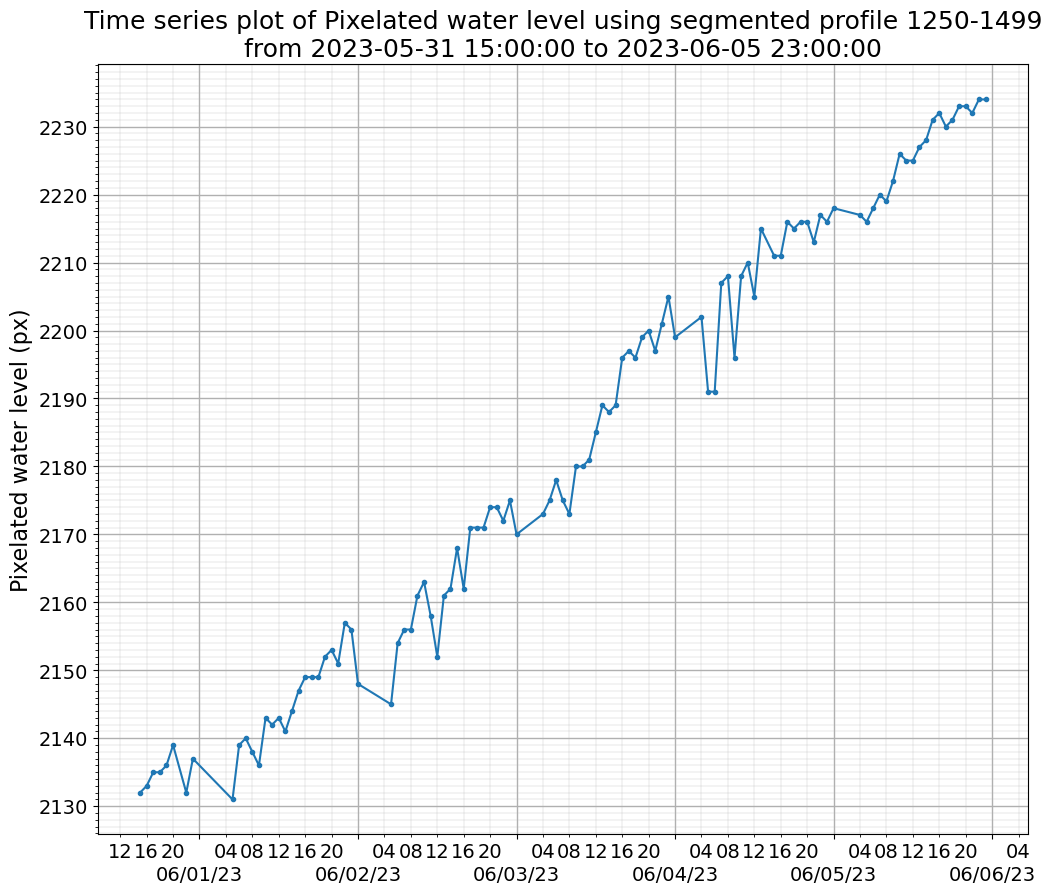 Time series plot of Pixelated water level using segmented profile 1250-1499
from 2023-05-31 15:00:00 to 2023-06-05 23:00:00
Pixelated water level (px)
2230
2220
2210
2200
2190
2180
2170
2160
2150
2140
2130
12 16 20 04 08 12 16 20 04 08 12 16 20 04 08 12 16 20 04 08 12 16 20 04 08 12 16 20 04
06/01/23 06/02/23 06/03/23 06/04/23 06/05/23 06/06/23